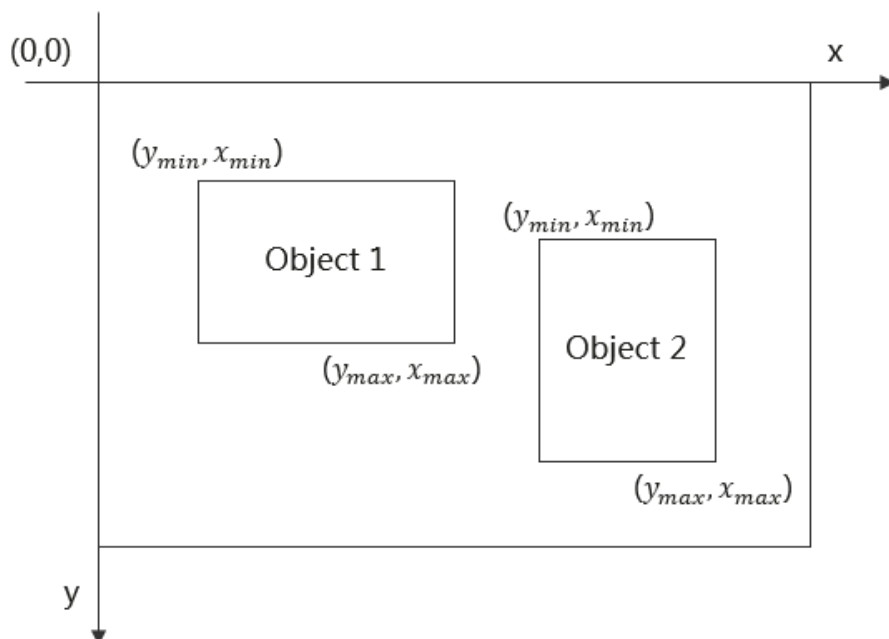 (0,0)
x
(y_min, x_min)
(y_min, x_min)
Object 1
Object 2
(y_max, x_max)
(y_max, x_max)
y